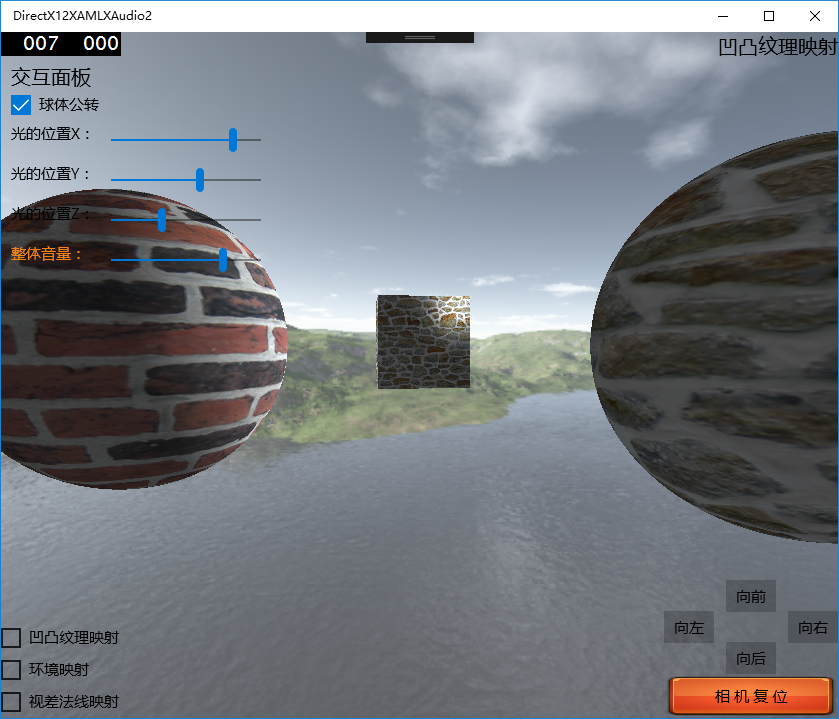 DirectX12XAMLXAudio2
007 000
凹凸纹理映射
交互面板
球体公转
光的位置X：
光的位置Y：
光的位置Z：
整体音量：
向前
向左
向右
向后
凹凸纹理映射
环境映射
视差法线映射
相机复位